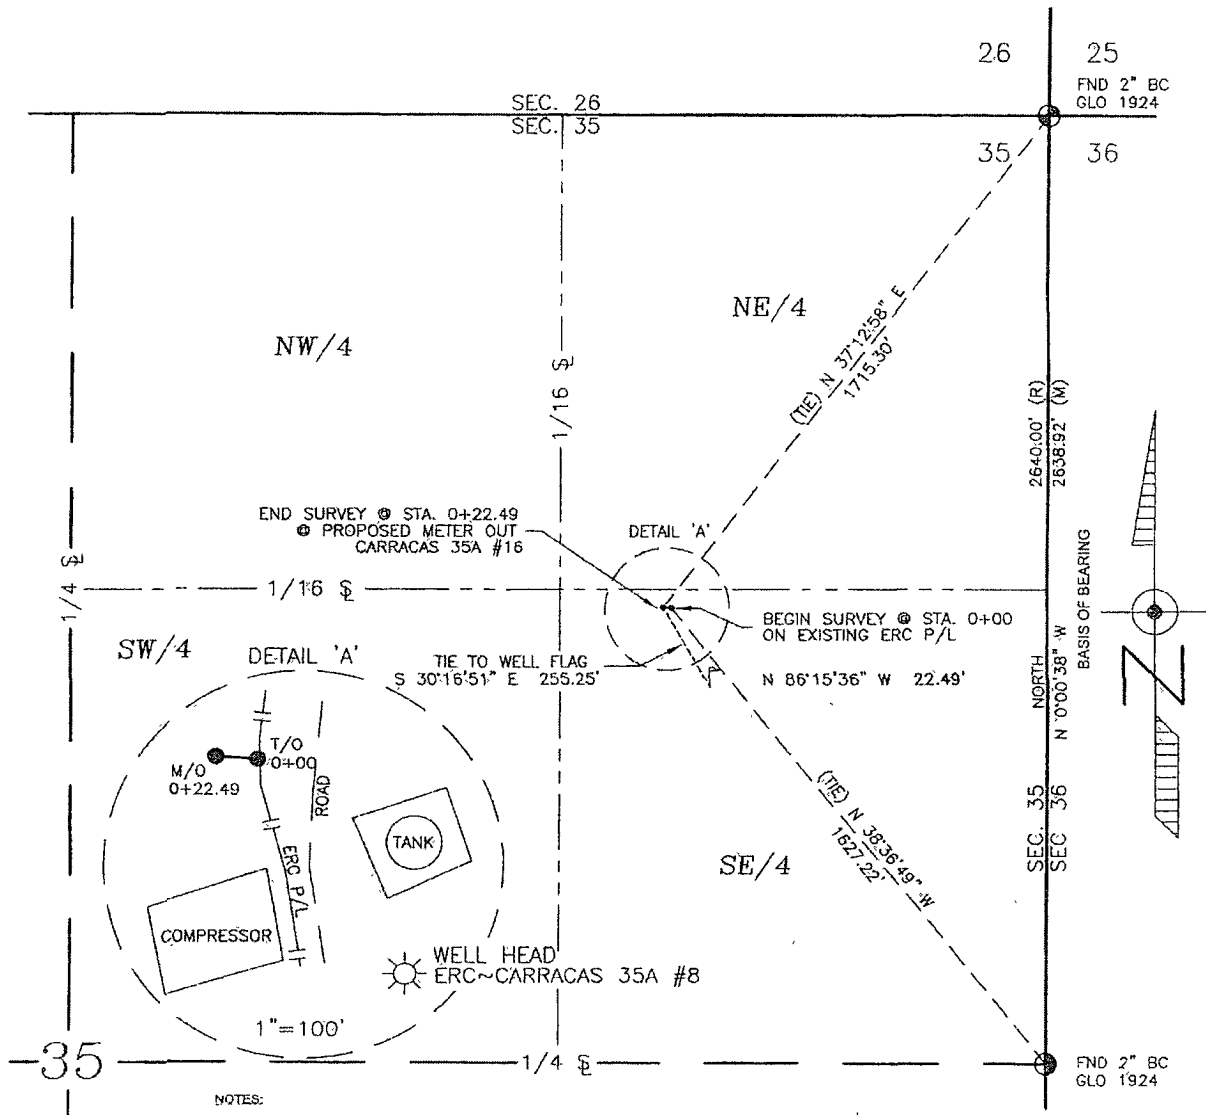 26 25
FND 2" BC
GLO 1924
SEC. 26
SEC. 35
35 36
NE/4
NW/4
(TIE) N 37°12'58" E
1715.30'
1/16 ℄
2640.00' (R)
2638.92' (M)
END SURVEY @ STA. 0+22.49
@ PROPOSED METER OUT
CARRACAS 35A #16
DETAIL 'A'
1/4 ℄
1/16 ℄
BEGIN SURVEY @ STA. 0+00
ON EXISTING ERC P/L
BASIS OF BEARING
SW/4
DETAIL 'A'
TIE TO WELL FLAG
S 30°16'51" E 255.25'
N 86°15'36" W 22.49'
NORTH
N 0°00'38" W
N
T/O
0+00
M/O
0+22.49
ROAD
TANK
ERC P/L
COMPRESSOR
(TIE) N 38°36'49" W
1627.22'
SEC. 35
SEC 36
SE/4
WELL HEAD
ERC~CARRACAS 35A #8
1"=100'
35
1/4 ℄
FND 2" BC
GLO 1924
NOTES: